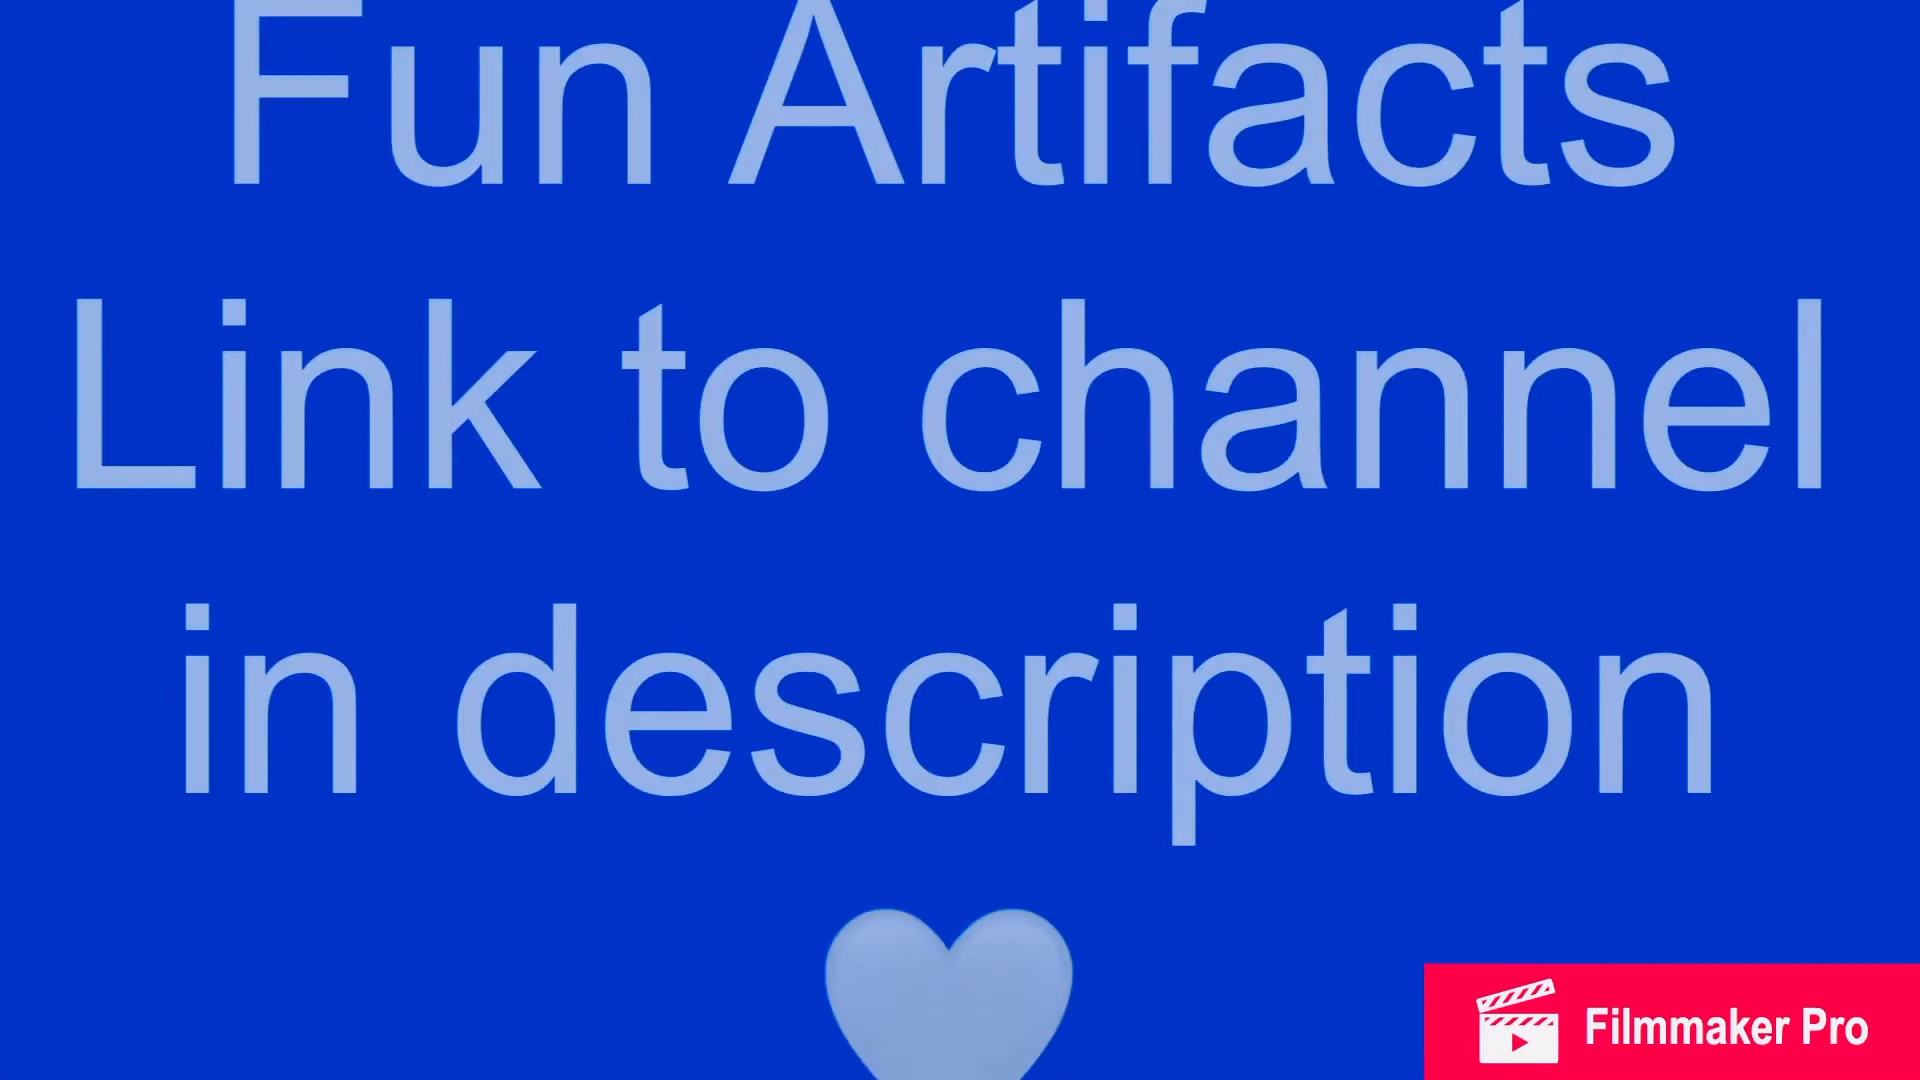 Fun Artifacts
Link to channel
in description
Filmmaker Pro